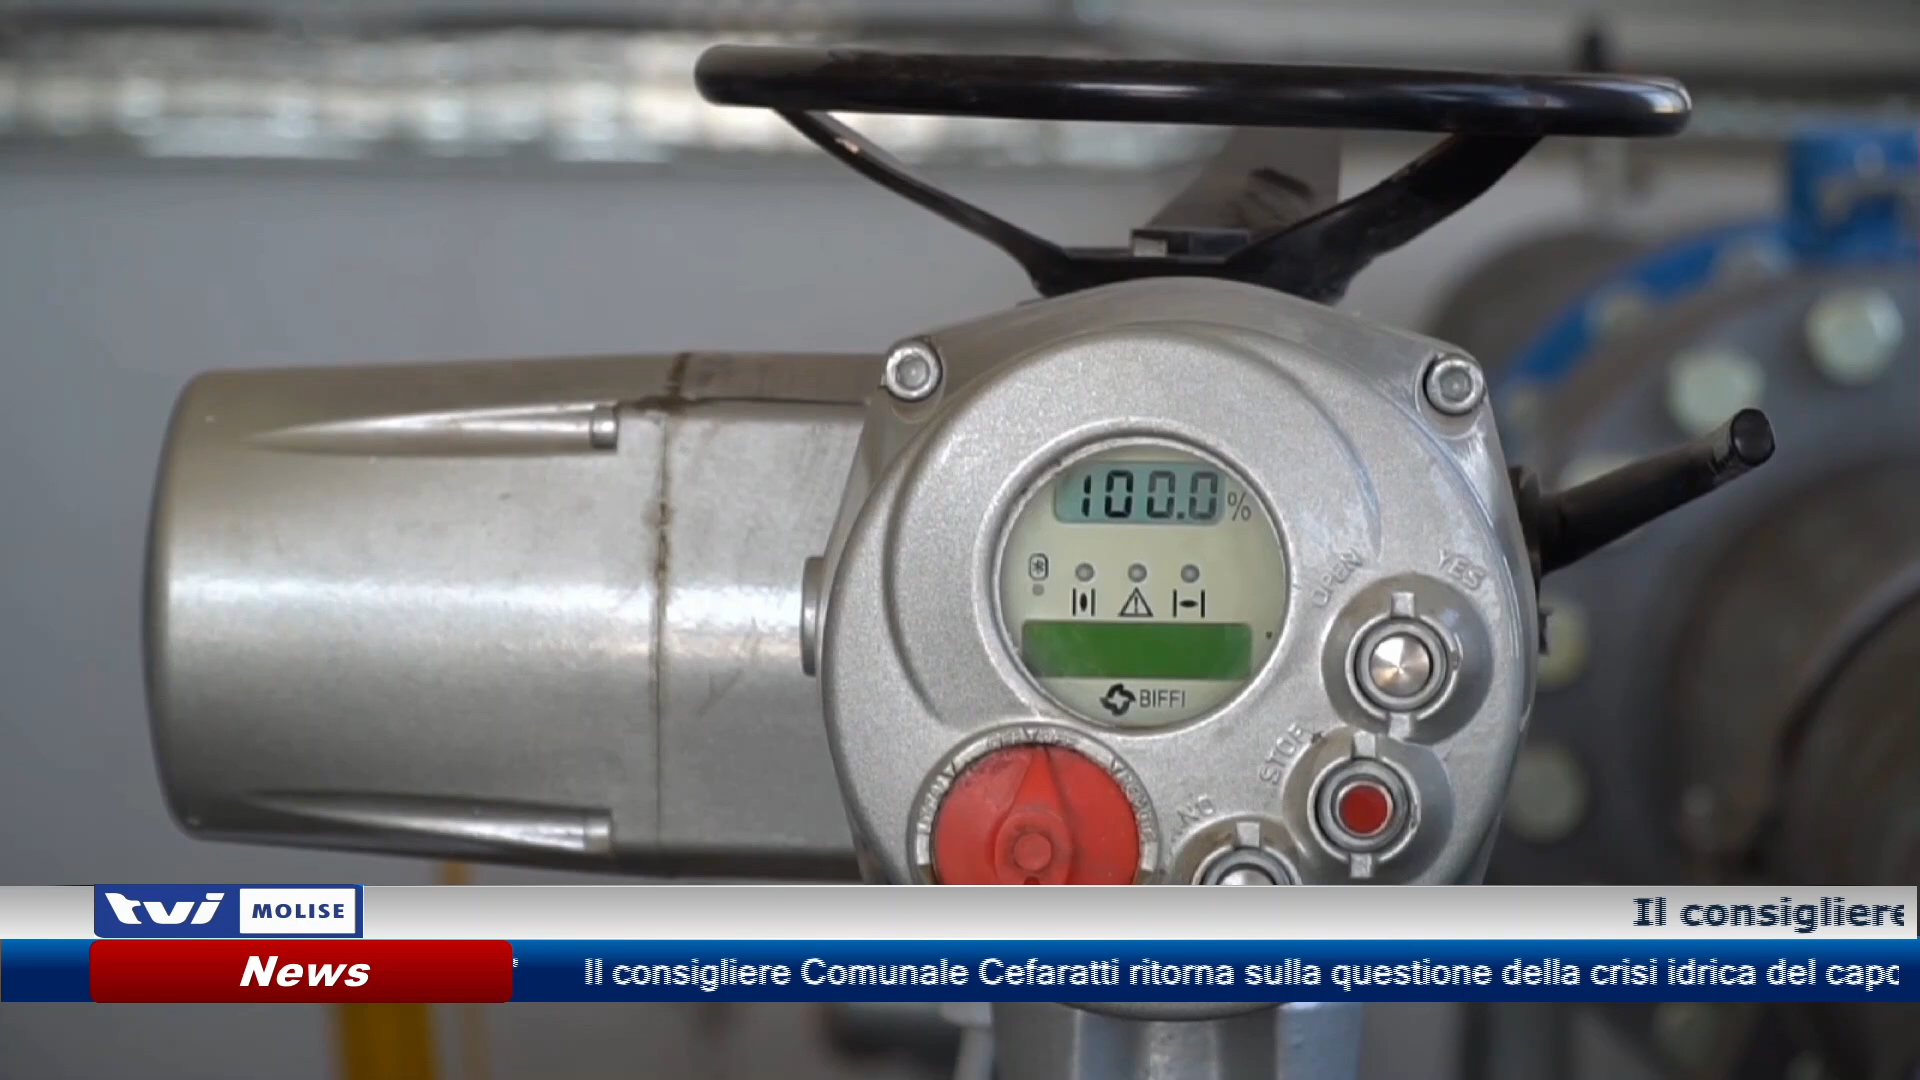 100.0 %
BIFFI
OPEN
YES
STOP
NO
tvi MOLISE
Il consigliere
News
Il consigliere Comunale Cefaratti ritorna sulla questione della crisi idrica del capo